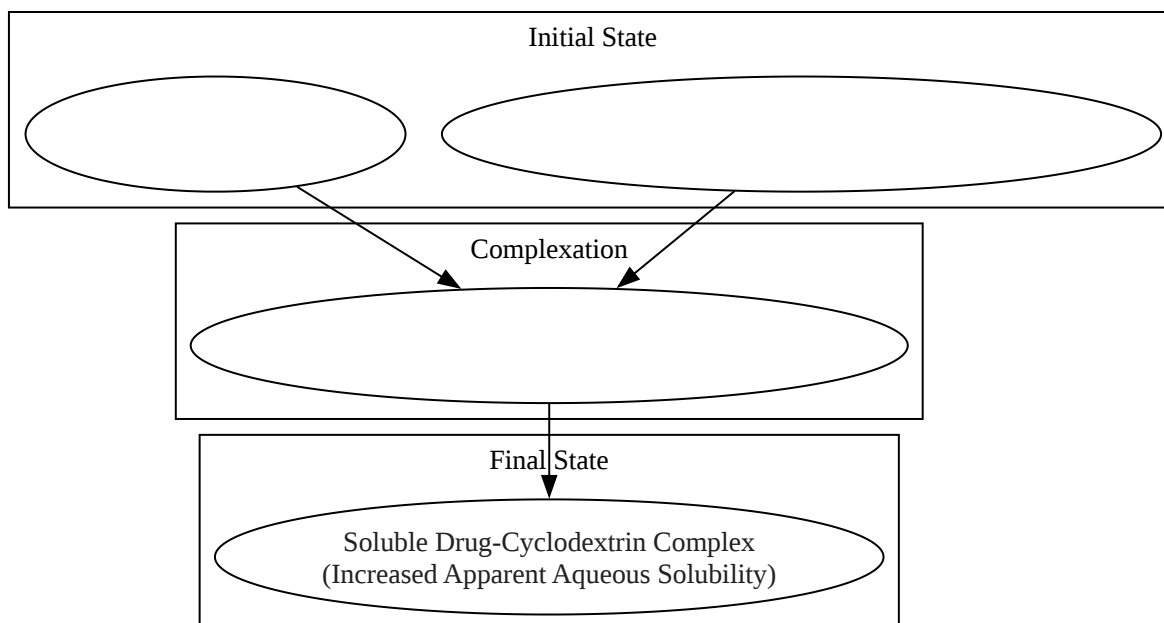 Initial State
Complexation
Final State
Soluble Drug-Cyclodextrin Complex
(Increased Apparent Aqueous Solubility)